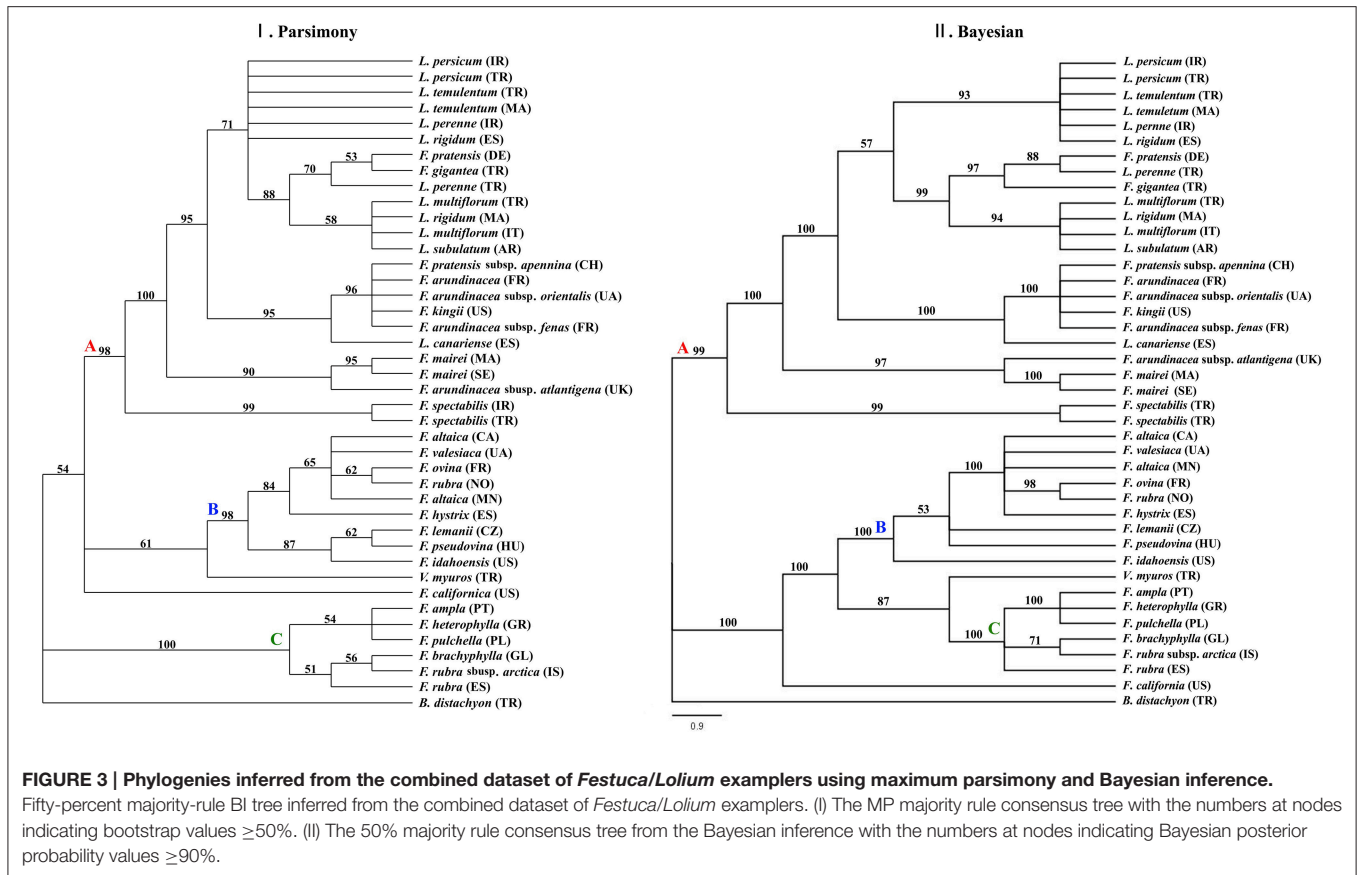 I. Parsimony
L. persicum (IR)
L. persicum (TR)
L. temulentum (TR)
L. temulentum (MA)
71
L. perenne (IR)
L. rigidum (ES)
53
F. pratensis (DE)
70
F. gigantea (TR)
88
L. perenne (TR)
L. multiflorum (TR)
58
L. rigidum (MA)
L. multiflorum (IT)
95
L. subulatum (AR)
F. pratensis subsp. apennina (CH)
F. arundinacea (FR)
96
F. arundinacea subsp. orientalis (UA)
100
F. kingii (US)
95
F. arundinacea subsp. fenas (FR)
L. canariense (ES)
A
98
95
F. mairei (MA)
90
F. mairei (SE)
F. arundinacea sbusp. atlantigena (UK)
99
F. spectabilis (IR)
F. spectabilis (TR)
F. altaica (CA)
54
65
F. valesiaca (UA)
62
F. ovina (FR)
84
F. rubra (NO)
F. altaica (MN)
B
98
F. hystrix (ES)
62
F. lemanii (CZ)
61
87
F. pseudovina (HU)
F. idahoensis (US)
V. myuros (TR)
F. californica (US)
F. ampla (PT)
54
F. heterophylla (GR)
C
100
F. pulchella (PL)
56
F. brachyphylla (GL)
51
F. rubra sbusp. arctica (IS)
F. rubra (ES)
B. distachyon (TR)
II. Bayesian
L. persicum (IR)
L. persicum (TR)
93
L. temulentum (TR)
L. temuletum (MA)
L. pernne (IR)
57
L. rigidum (ES)
88
F. pratensis (DE)
97
L. perenne (TR)
99
F. gigantea (TR)
L. multiflorum (TR)
94
L. rigidum (MA)
100
L. multiflorum (IT)
L. subulatum (AR)
F. pratensis subsp. apennina (CH)
100
F. arundinacea (FR)
100
F. arundinacea subsp. orientalis (UA)
100
F. kingii (US)
F. arundinacea subsp. fenas (FR)
L. canariense (ES)
A
99
97
F. arundinacea subsp. atlantigena (UK)
100
F. mairei (MA)
F. mairei (SE)
99
F. spectabilis (TR)
F. spectabilis (TR)
F. altaica (CA)
F. valesiaca (UA)
100
F. altaica (MN)
98
F. ovina (FR)
F. rubra (NO)
53
F. hystrix (ES)
100
B
F. lemanii (CZ)
F. pseudovina (HU)
100
F. idahoensis (US)
87
V. myuros (TR)
100
F. ampla (PT)
F. heterophylla (GR)
100
C
100
F. pulchella (PL)
71
F. brachyphylla (GL)
F. rubra subsp. arctica (IS)
F. rubra (ES)
F. california (US)
B. distachyon (TR)
0.9
FIGURE 3 | Phylogenies inferred from the combined dataset of Festuca/Lolium examplers using maximum parsimony and Bayesian inference.
Fifty-percent majority-rule BI tree inferred from the combined dataset of Festuca/Lolium examplers. (I) The MP majority rule consensus tree with the numbers at nodes
indicating bootstrap values ≥50%. (II) The 50% majority rule consensus tree from the Bayesian inference with the numbers at nodes indicating Bayesian posterior
probability values ≥90%.